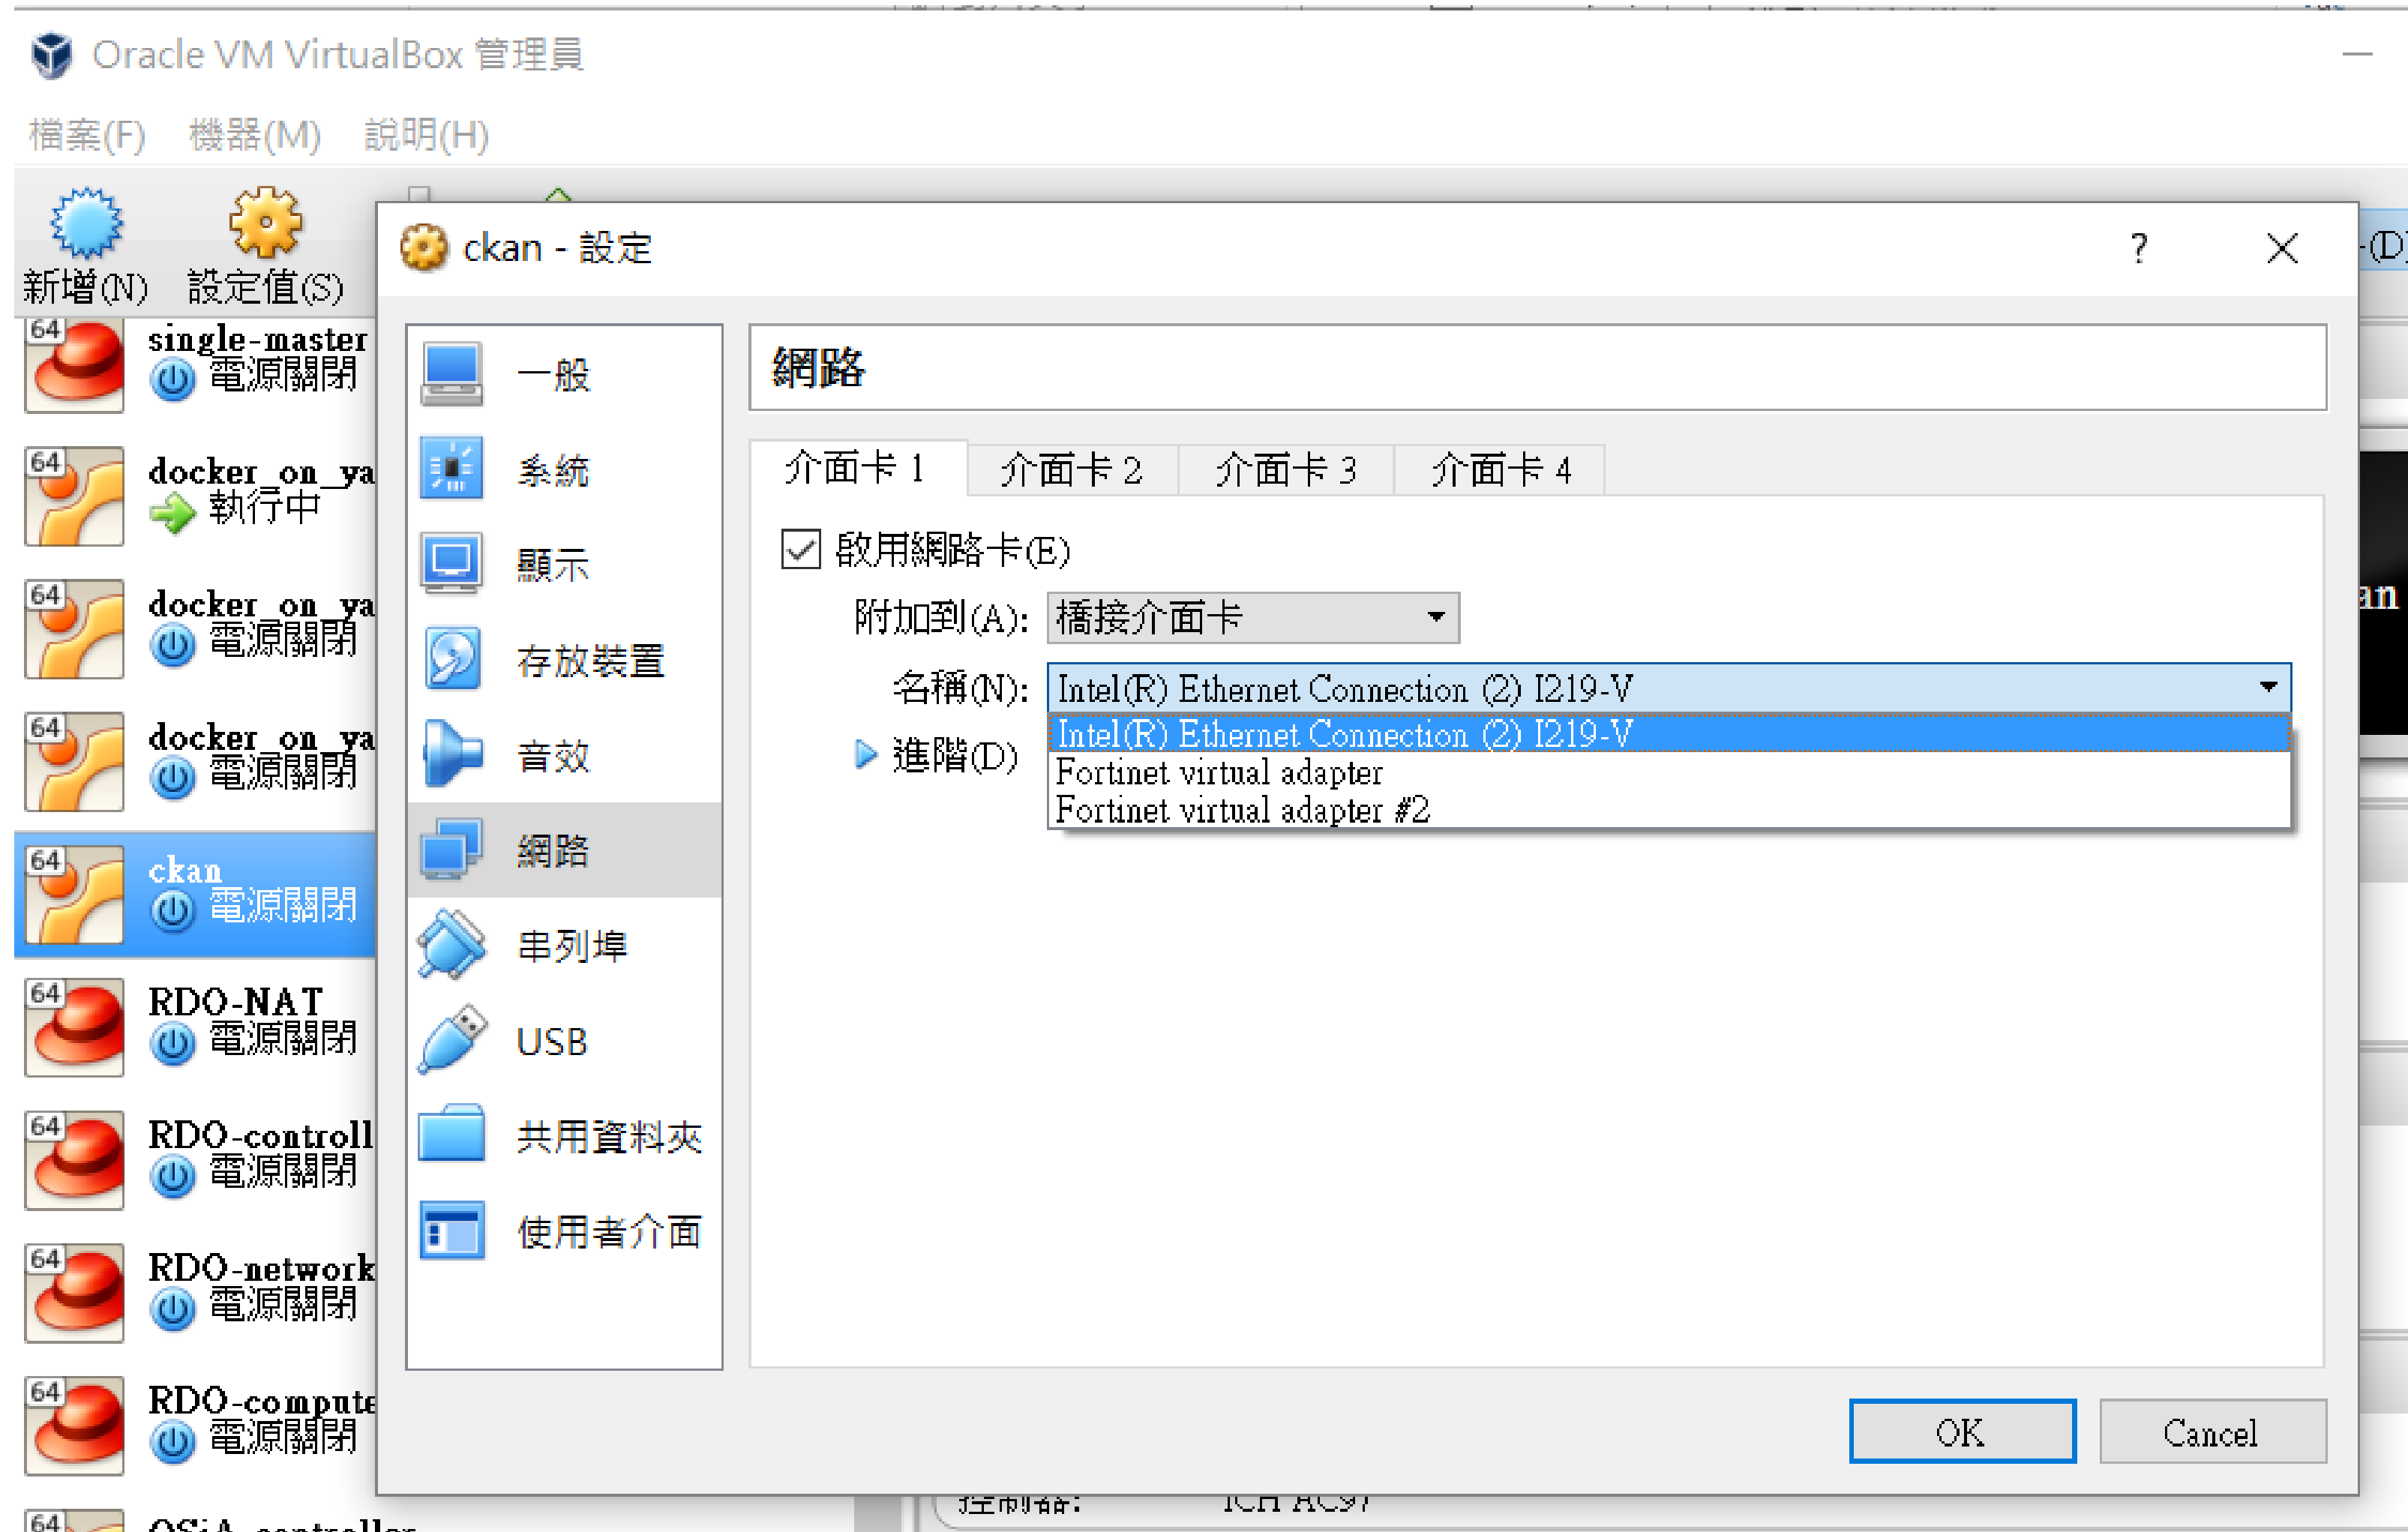 Oracle VM VirtualBox 管理員
檔案(F) 機器(M) 說明(H)
新增(N) 設定值(S)
64 single-master
電源關閉
64 docker_on_ya
執行中
64 docker_on_ya
電源關閉
64 docker_on_ya
電源關閉
64 ckan
電源關閉
64 RDO-NAT
電源關閉
64 RDO-controll
電源關閉
64 RDO-network
電源關閉
64 RDO-compute
電源關閉
64
ckan - 設定
?
一般
系統
顯示
存放裝置
音效
網路
串列埠
USB
共用資料夾
使用者介面
網路
介面卡 1 介面卡 2 介面卡 3 介面卡 4
啟用網路卡(E)
附加到(A): 橋接介面卡
名稱(N): Intel(R) Ethernet Connection (2) I219-V
Intel(R) Ethernet Connection (2) I219-V
Fortinet virtual adapter
Fortinet virtual adapter #2
進階(D)
OK Cancel
(D)
an
控制器: ICH AC97